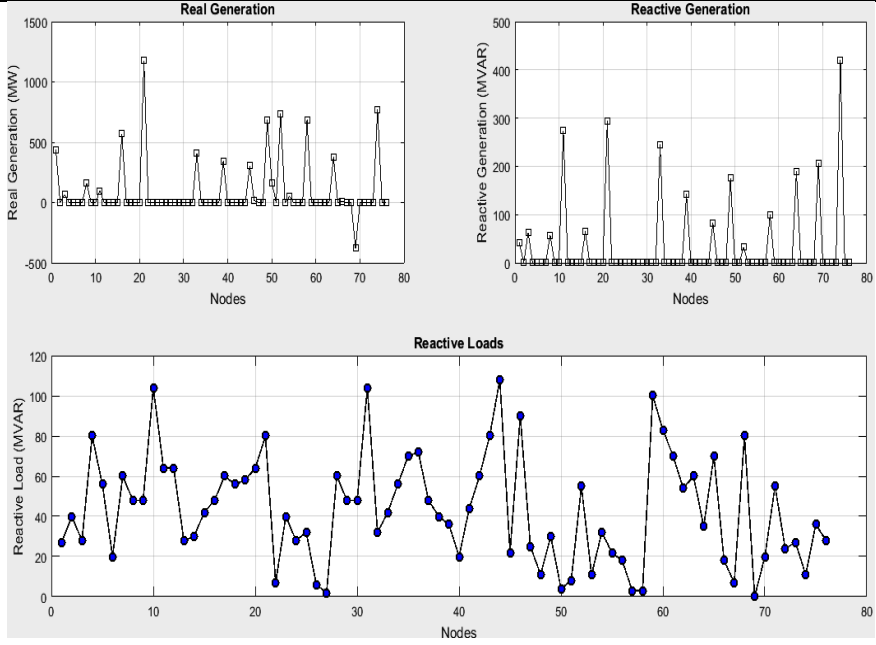 Real Generation
1500
1000
500
0
-500
Real Generation (MW)
0 10 20 30 40 50 60 70 80
Nodes
Reactive Generation
500
400
300
200
100
0
Reactive Generation (MVAR)
0 10 20 30 40 50 60 70 80
Nodes
Reactive Loads
120
100
80
60
40
20
0
Reactive Load (MVAR)
0 10 20 30 40 50 60 70 80
Nodes